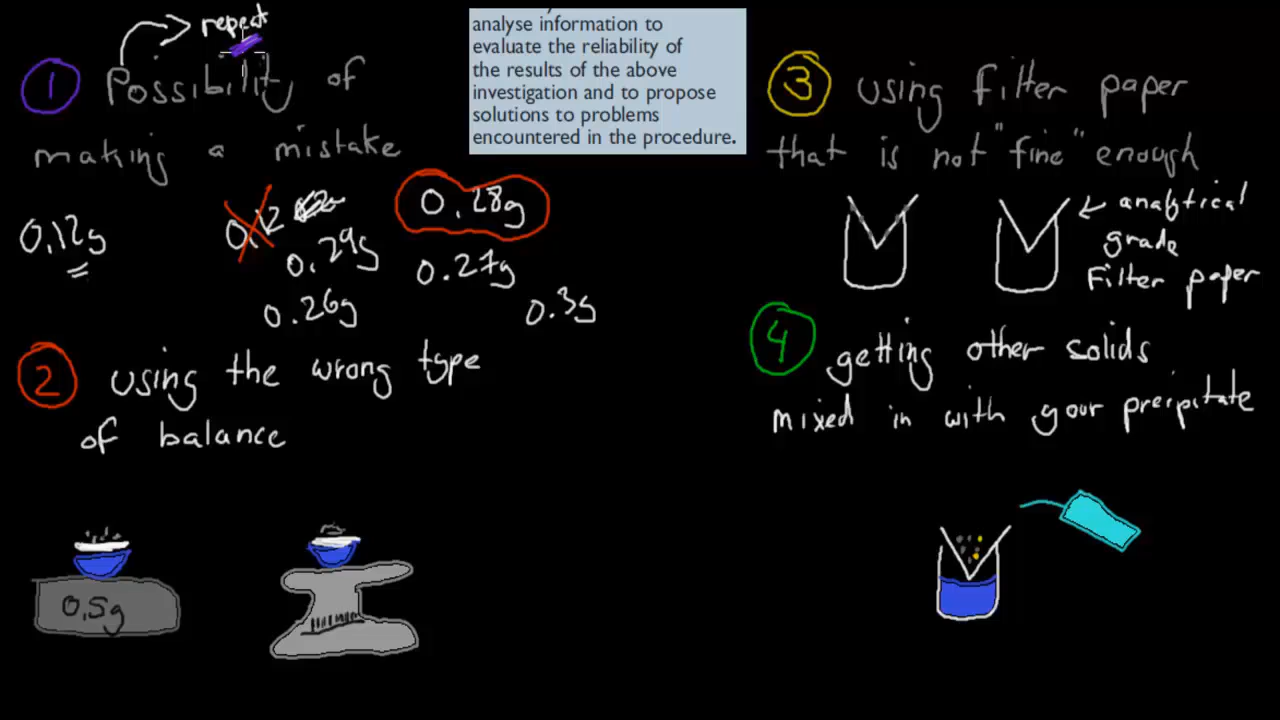 repeat
1 Possibility of
making a mistake
0.12g
0.12
0.28g
0.29g
0.27g
0.26g
0.3g
2 using the wrong type
of balance
0.5g
analyse information to
evaluate the reliability of
the results of the above
investigation and to propose
solutions to problems
encountered in the procedure.
3 using filter paper
that is not "fine" enough
analytical
grade
Filter paper
4 getting other solids
mixed in with your preipitate